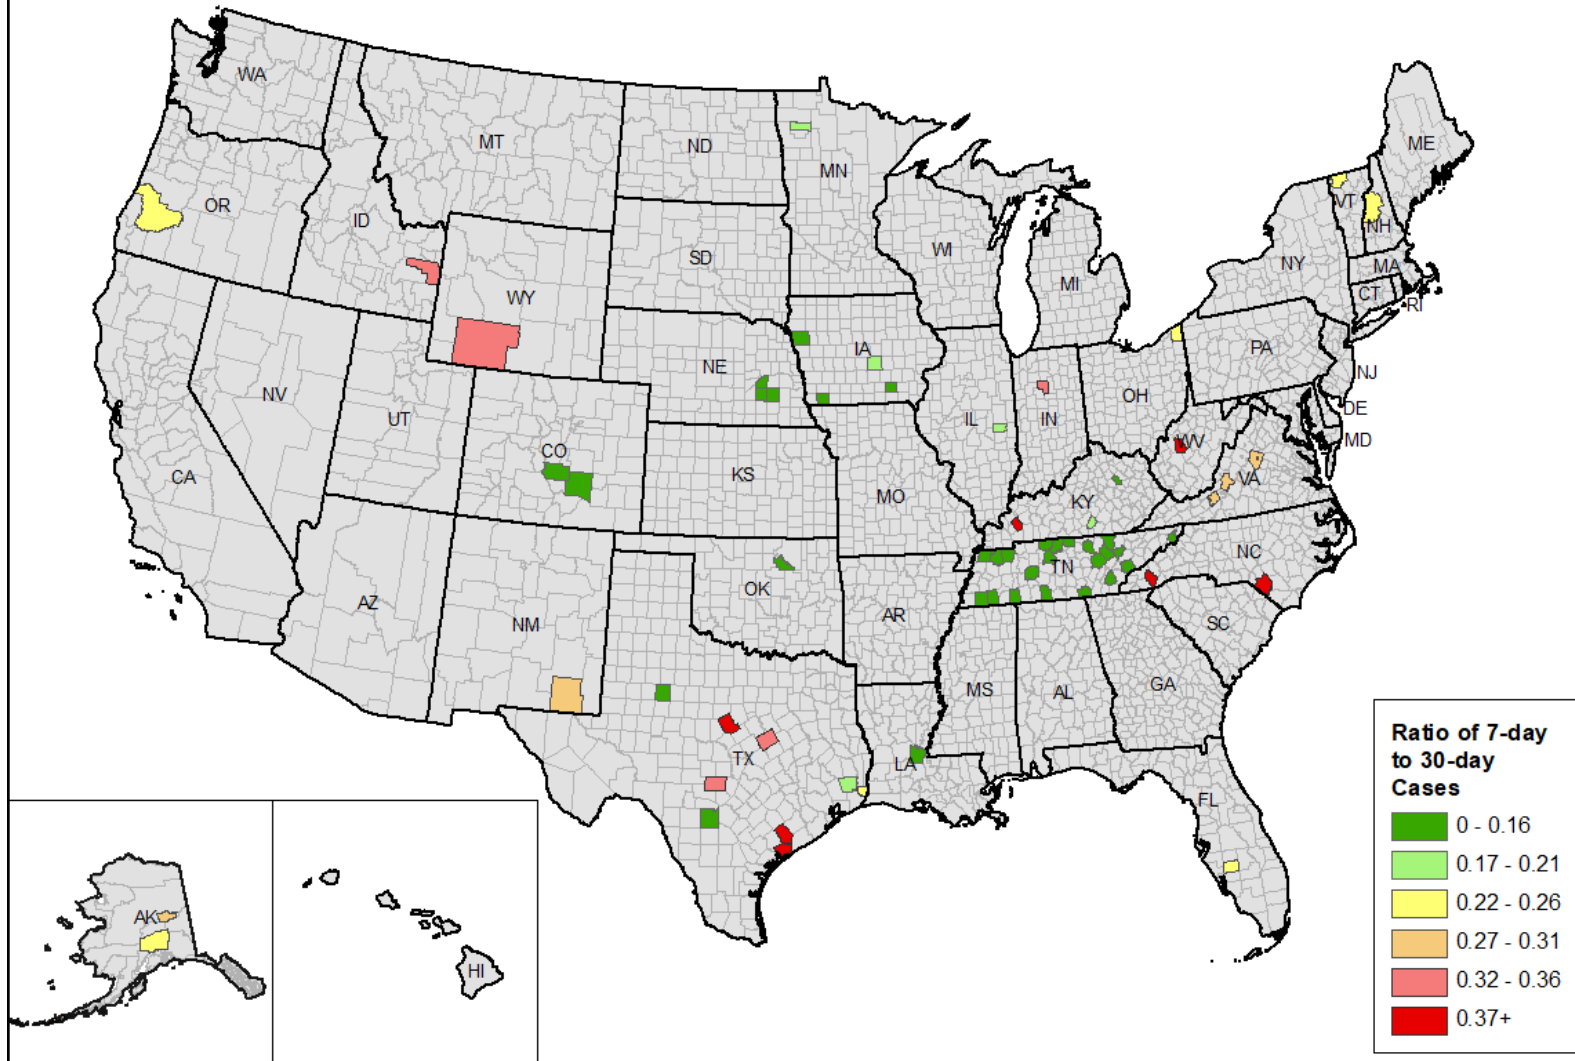 WA
MT
ND
MN
ME
OR
ID
SD
WI
VT
NH
WY
MI
NY
MA
CT
RI
NV
UT
NE
IA
PA
NJ
CO
IL
IN
OH
DE
CA
KS
MO
WV
MD
KY
VA
AZ
NM
OK
AR
TN
NC
SC
MS
AL
GA
TX
LA
FL
AK
HI
Ratio of 7-day
to 30-day
Cases
0 - 0.16
0.17 - 0.21
0.22 - 0.26
0.27 - 0.31
0.32 - 0.36
0.37+